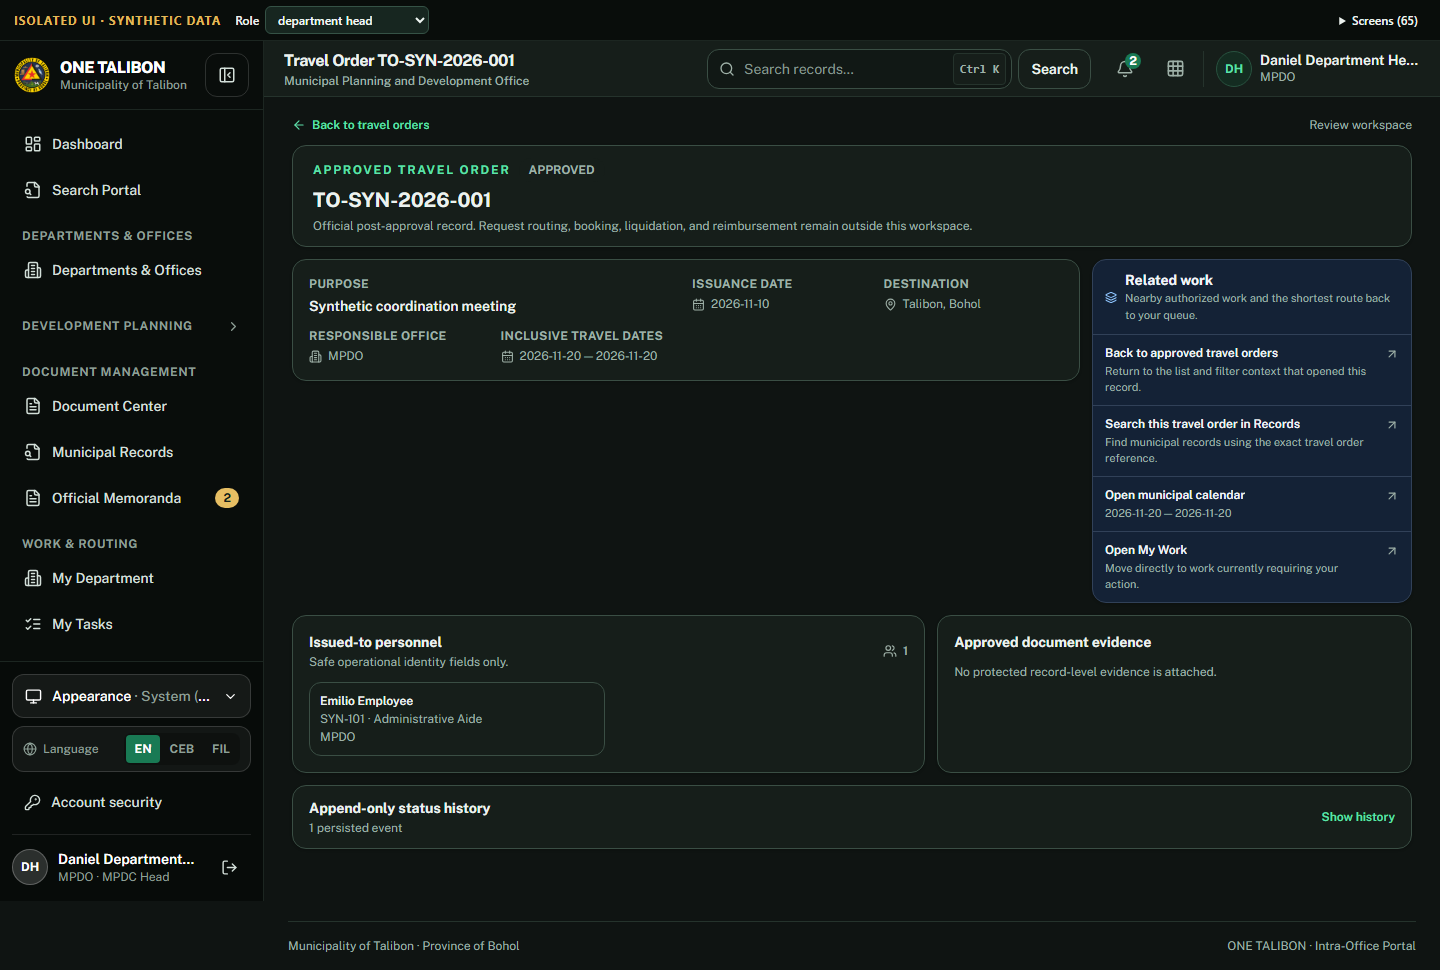 ISOLATED UI · SYNTHETIC DATA
Role
department head
Screens (65)
ONE TALIBON
Municipality of Talibon
Travel Order TO-SYN-2026-001
Municipal Planning and Development Office
Search records...
Ctrl K
Search
2
DH
Daniel Department He...
MPDO
Dashboard
Search Portal
DEPARTMENTS & OFFICES
Departments & Offices
DEVELOPMENT PLANNING
DOCUMENT MANAGEMENT
Document Center
Municipal Records
Official Memoranda
2
WORK & ROUTING
My Department
My Tasks
Appearance · System (...
Language
EN
CEB
FIL
Account security
DH
Daniel Department...
MPDO · MPDC Head
Back to travel orders
Review workspace
APPROVED TRAVEL ORDER
APPROVED
TO-SYN-2026-001
Official post-approval record. Request routing, booking, liquidation, and reimbursement remain outside this workspace.
PURPOSE
Synthetic coordination meeting
ISSUANCE DATE
2026-11-10
DESTINATION
Talibon, Bohol
RESPONSIBLE OFFICE
MPDO
INCLUSIVE TRAVEL DATES
2026-11-20 — 2026-11-20
Related work
Nearby authorized work and the shortest route back
to your queue.
Back to approved travel orders
Return to the list and filter context that opened this
record.
Search this travel order in Records
Find municipal records using the exact travel order
reference.
Open municipal calendar
2026-11-20 — 2026-11-20
Open My Work
Move directly to work currently requiring your
action.
Issued-to personnel
Safe operational identity fields only.
1
Emilio Employee
SYN-101 · Administrative Aide
MPDO
Approved document evidence
No protected record-level evidence is attached.
Append-only status history
1 persisted event
Show history
Municipality of Talibon · Province of Bohol
ONE TALIBON · Intra-Office Portal